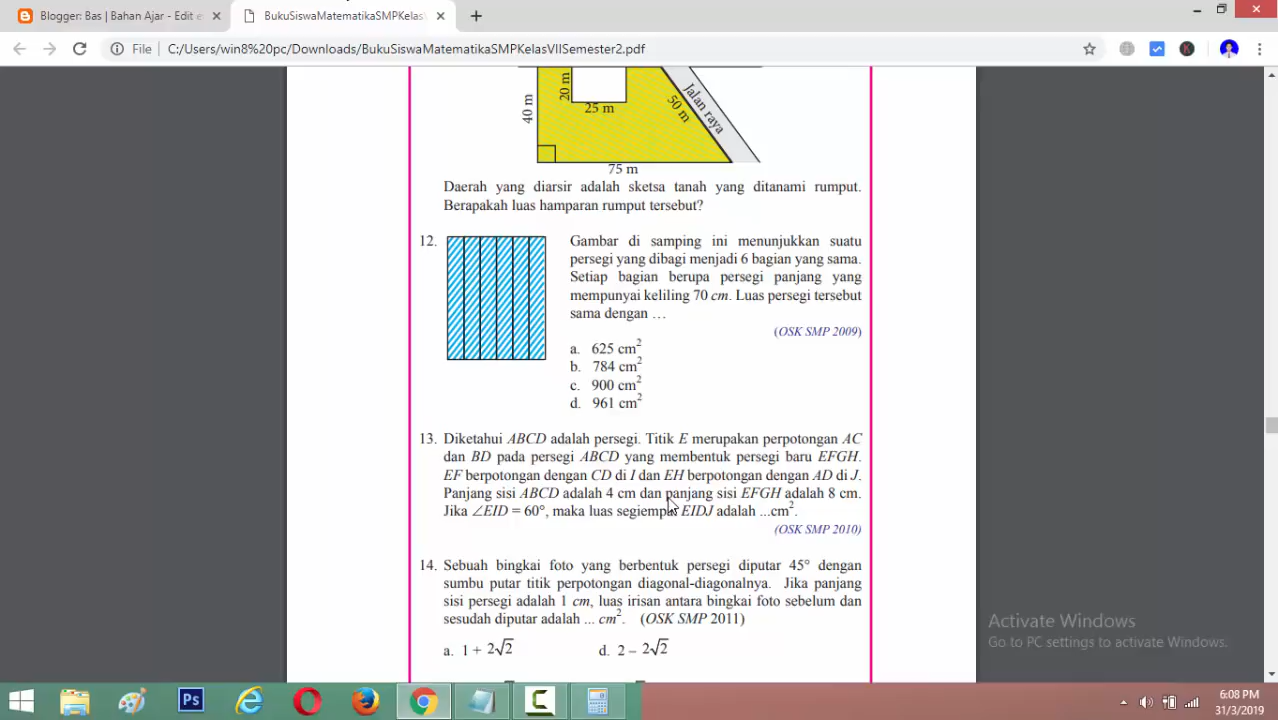 Blogger: Bas | Bahan Ajar - Edit e
BukuSiswaMatematikaSMPKelas
File
C:/Users/win8%20pc/Downloads/BukuSiswaMatematikaSMPKelasVIISemester2.pdf
20 m
25 m
40 m
50 m
Jalan raya
75 m
Daerah yang diarsir adalah sketsa tanah yang ditanami rumput.
Berapakah luas hamparan rumput tersebut?
12. Gambar di samping ini menunjukkan suatu
persegi yang dibagi menjadi 6 bagian yang sama.
Setiap bagian berupa persegi panjang yang
mempunyai keliling 70 cm. Luas persegi tersebut
sama dengan …
(OSK SMP 2009)
a. 625 cm²
b. 784 cm²
c. 900 cm²
d. 961 cm²
13. Diketahui ABCD adalah persegi. Titik E merupakan perpotongan AC
dan BD pada persegi ABCD yang membentuk persegi baru EFGH.
EF berpotongan dengan CD di I dan EH berpotongan dengan AD di J.
Panjang sisi ABCD adalah 4 cm dan panjang sisi EFGH adalah 8 cm.
Jika ∠EID = 60°, maka luas segiempat EIDJ adalah ...cm².
(OSK SMP 2010)
14. Sebuah bingkai foto yang berbentuk persegi diputar 45° dengan
sumbu putar titik perpotongan diagonal-diagonalnya. Jika panjang
sisi persegi adalah 1 cm, luas irisan antara bingkai foto sebelum dan
sesudah diputar adalah ... cm². (OSK SMP 2011)
a. 1 + 2√2 d. 2 – 2√2
Activate Windows
Go to PC settings to activate Windows.
Ps
6:08 PM
31/3/2019